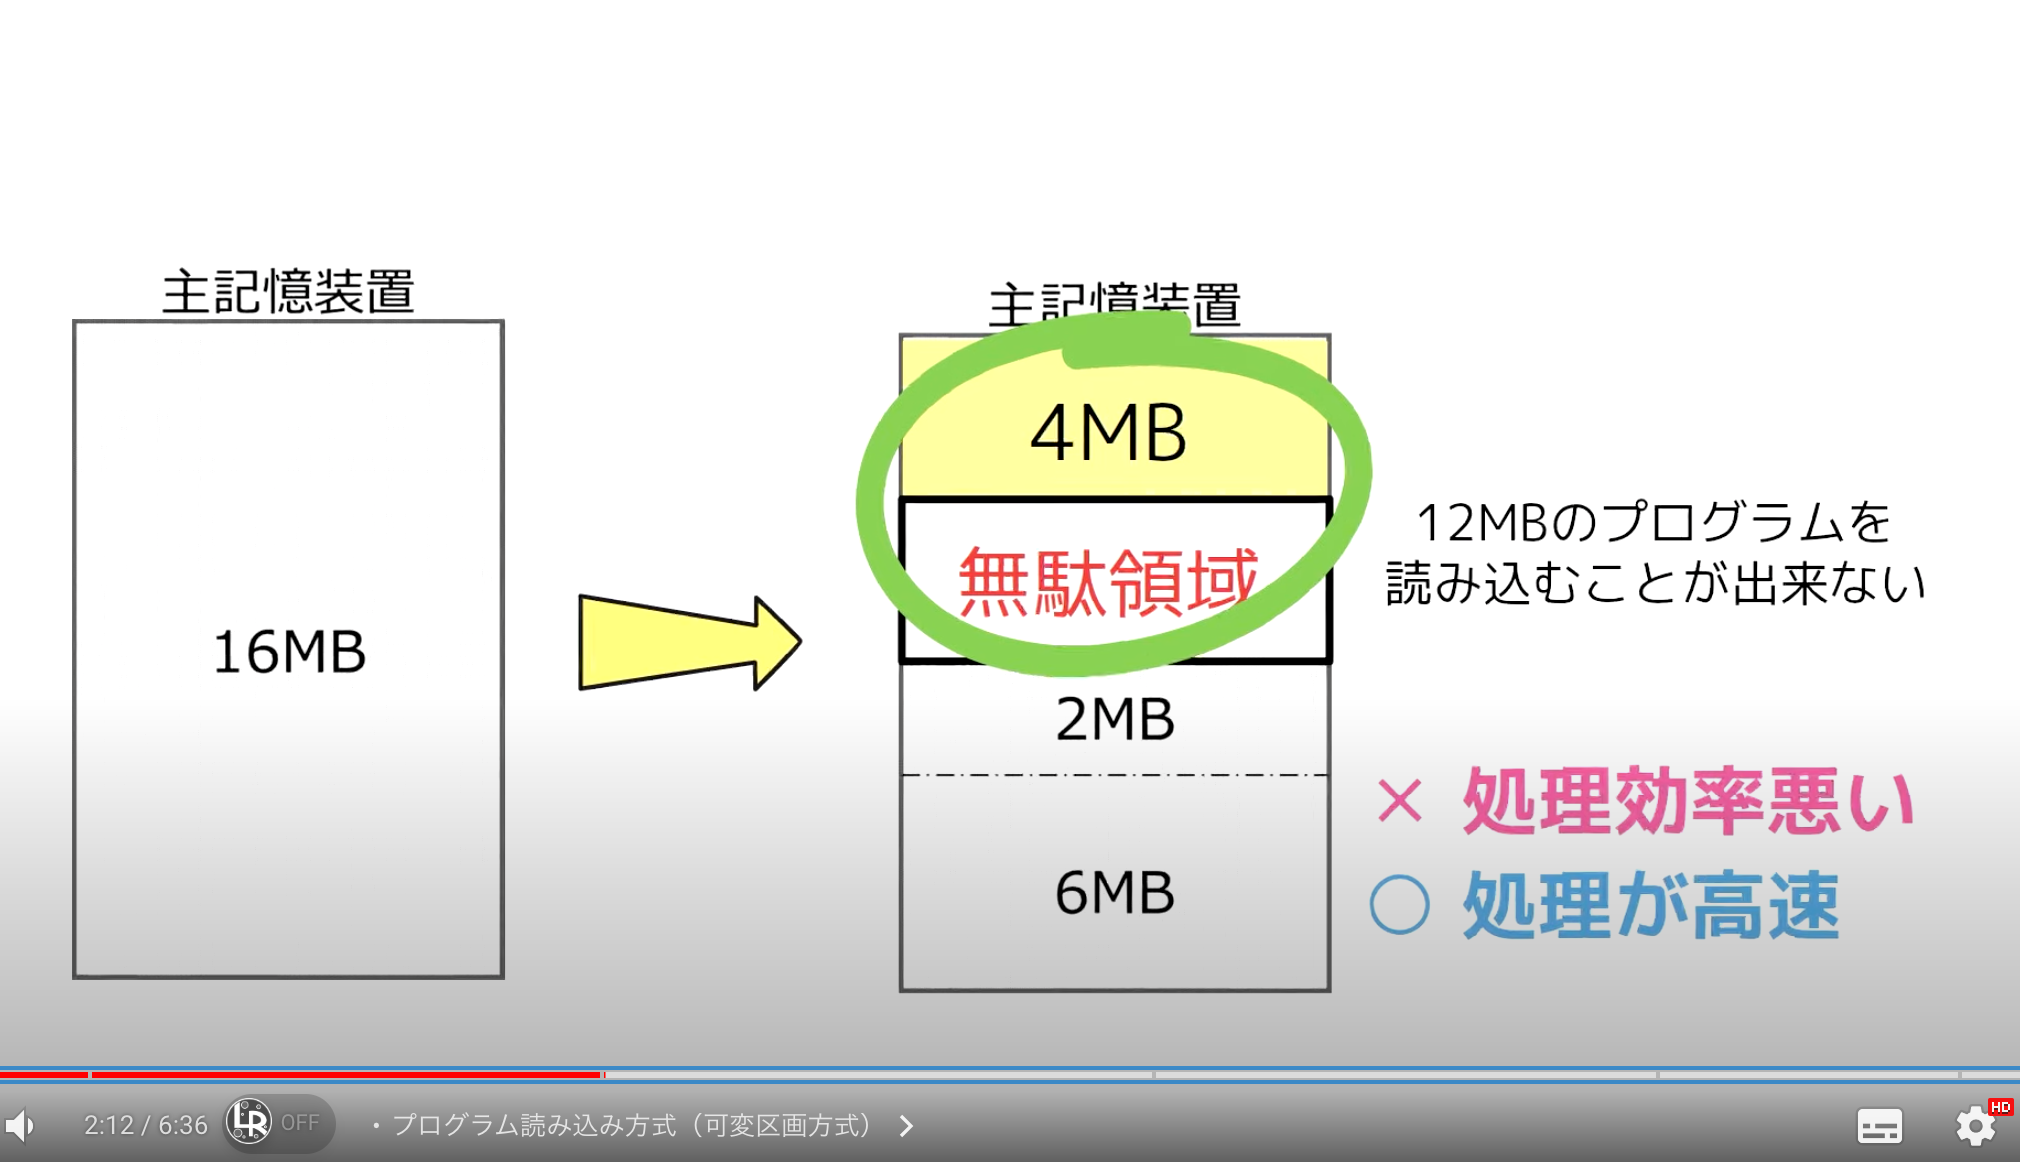 主記憶装置
16MB
主記憶装置
4MB
無駄領域
2MB
6MB
12MBのプログラムを
読み込むことが出来ない
× 処理効率悪い
○ 処理が高速
2:12 / 6:36
LR
OFF
・プログラム読み込み方式（可変区画方式）
HD